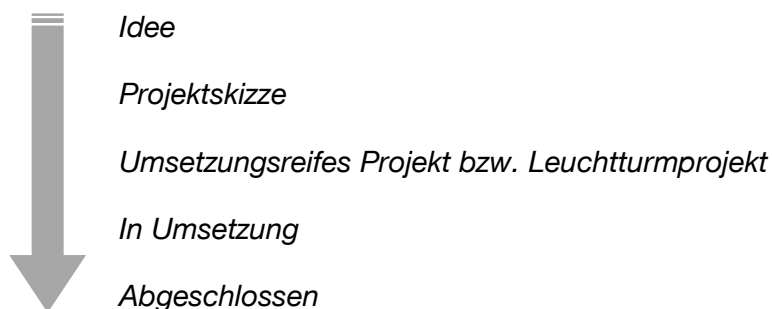 Idee
Projektskizze
Umsetzungsreifes Projekt bzw. Leuchtturmprojekt
In Umsetzung
Abgeschlossen